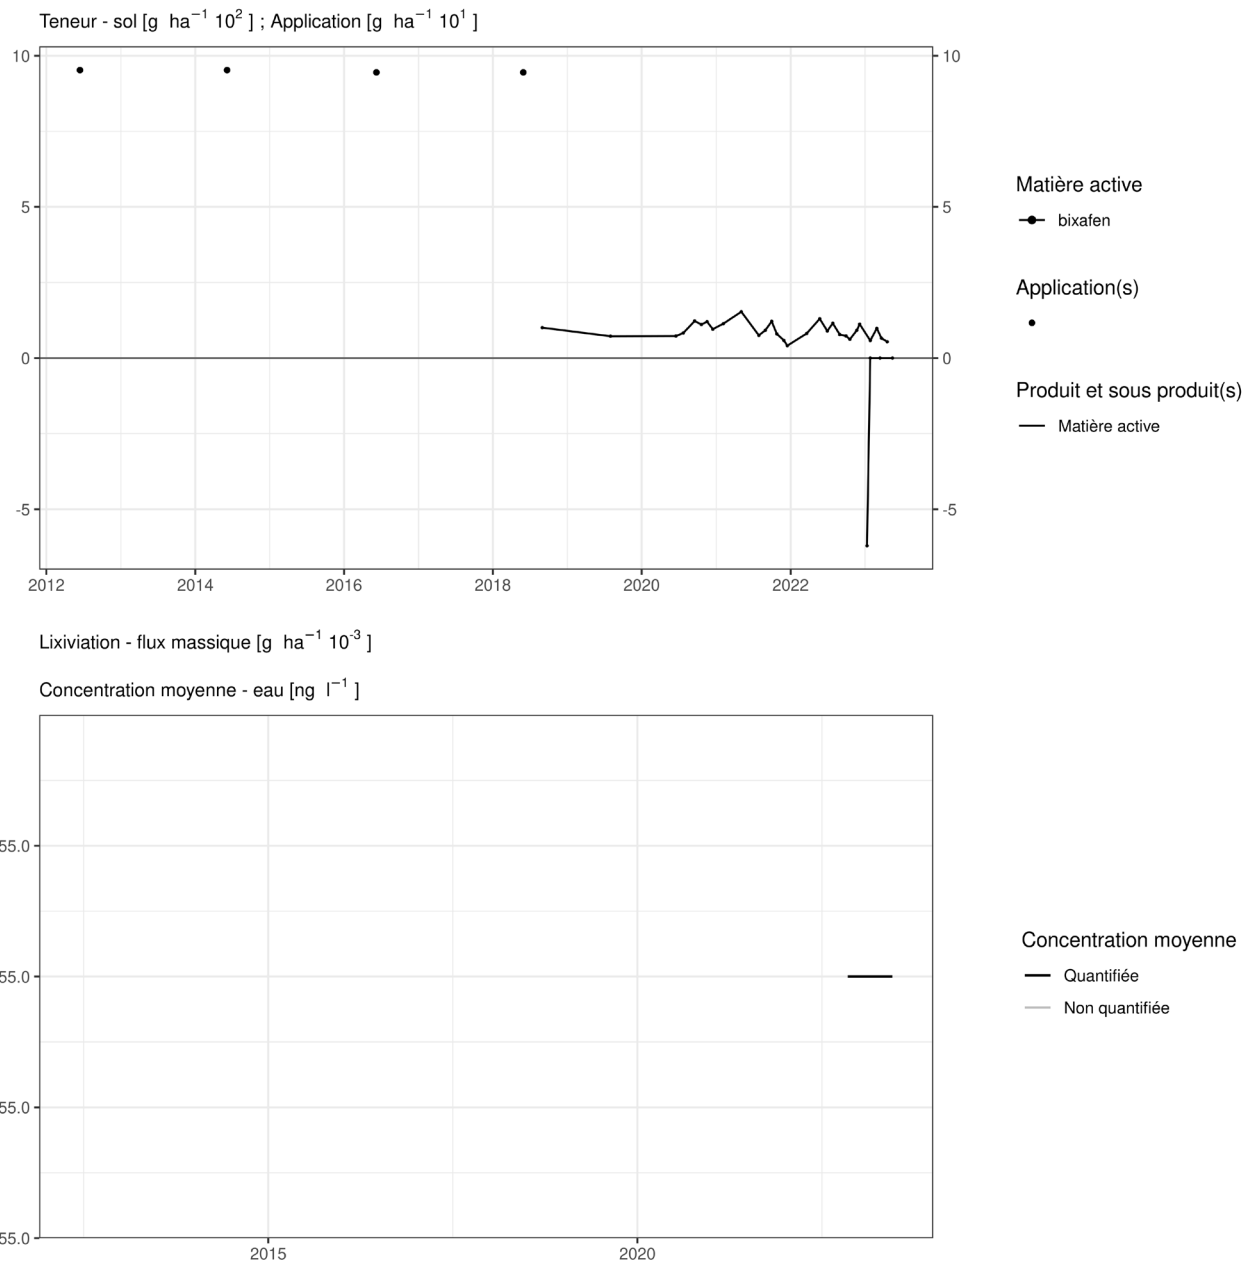 Teneur - sol [g ha⁻¹ 10² ] ; Application [g ha⁻¹ 10¹ ]
10 10
5 5
0 0
-5 -5
2012 2014 2016 2018 2020 2022
Matière active
bixafen
Application(s)
Produit et sous produit(s)
Matière active
Lixiviation - flux massique [g ha⁻¹ 10⁻³ ]
Concentration moyenne - eau [ng l⁻¹ ]
55.0
55.0
55.0
55.0
2015 2020
Concentration moyenne
Quantifiée
Non quantifiée